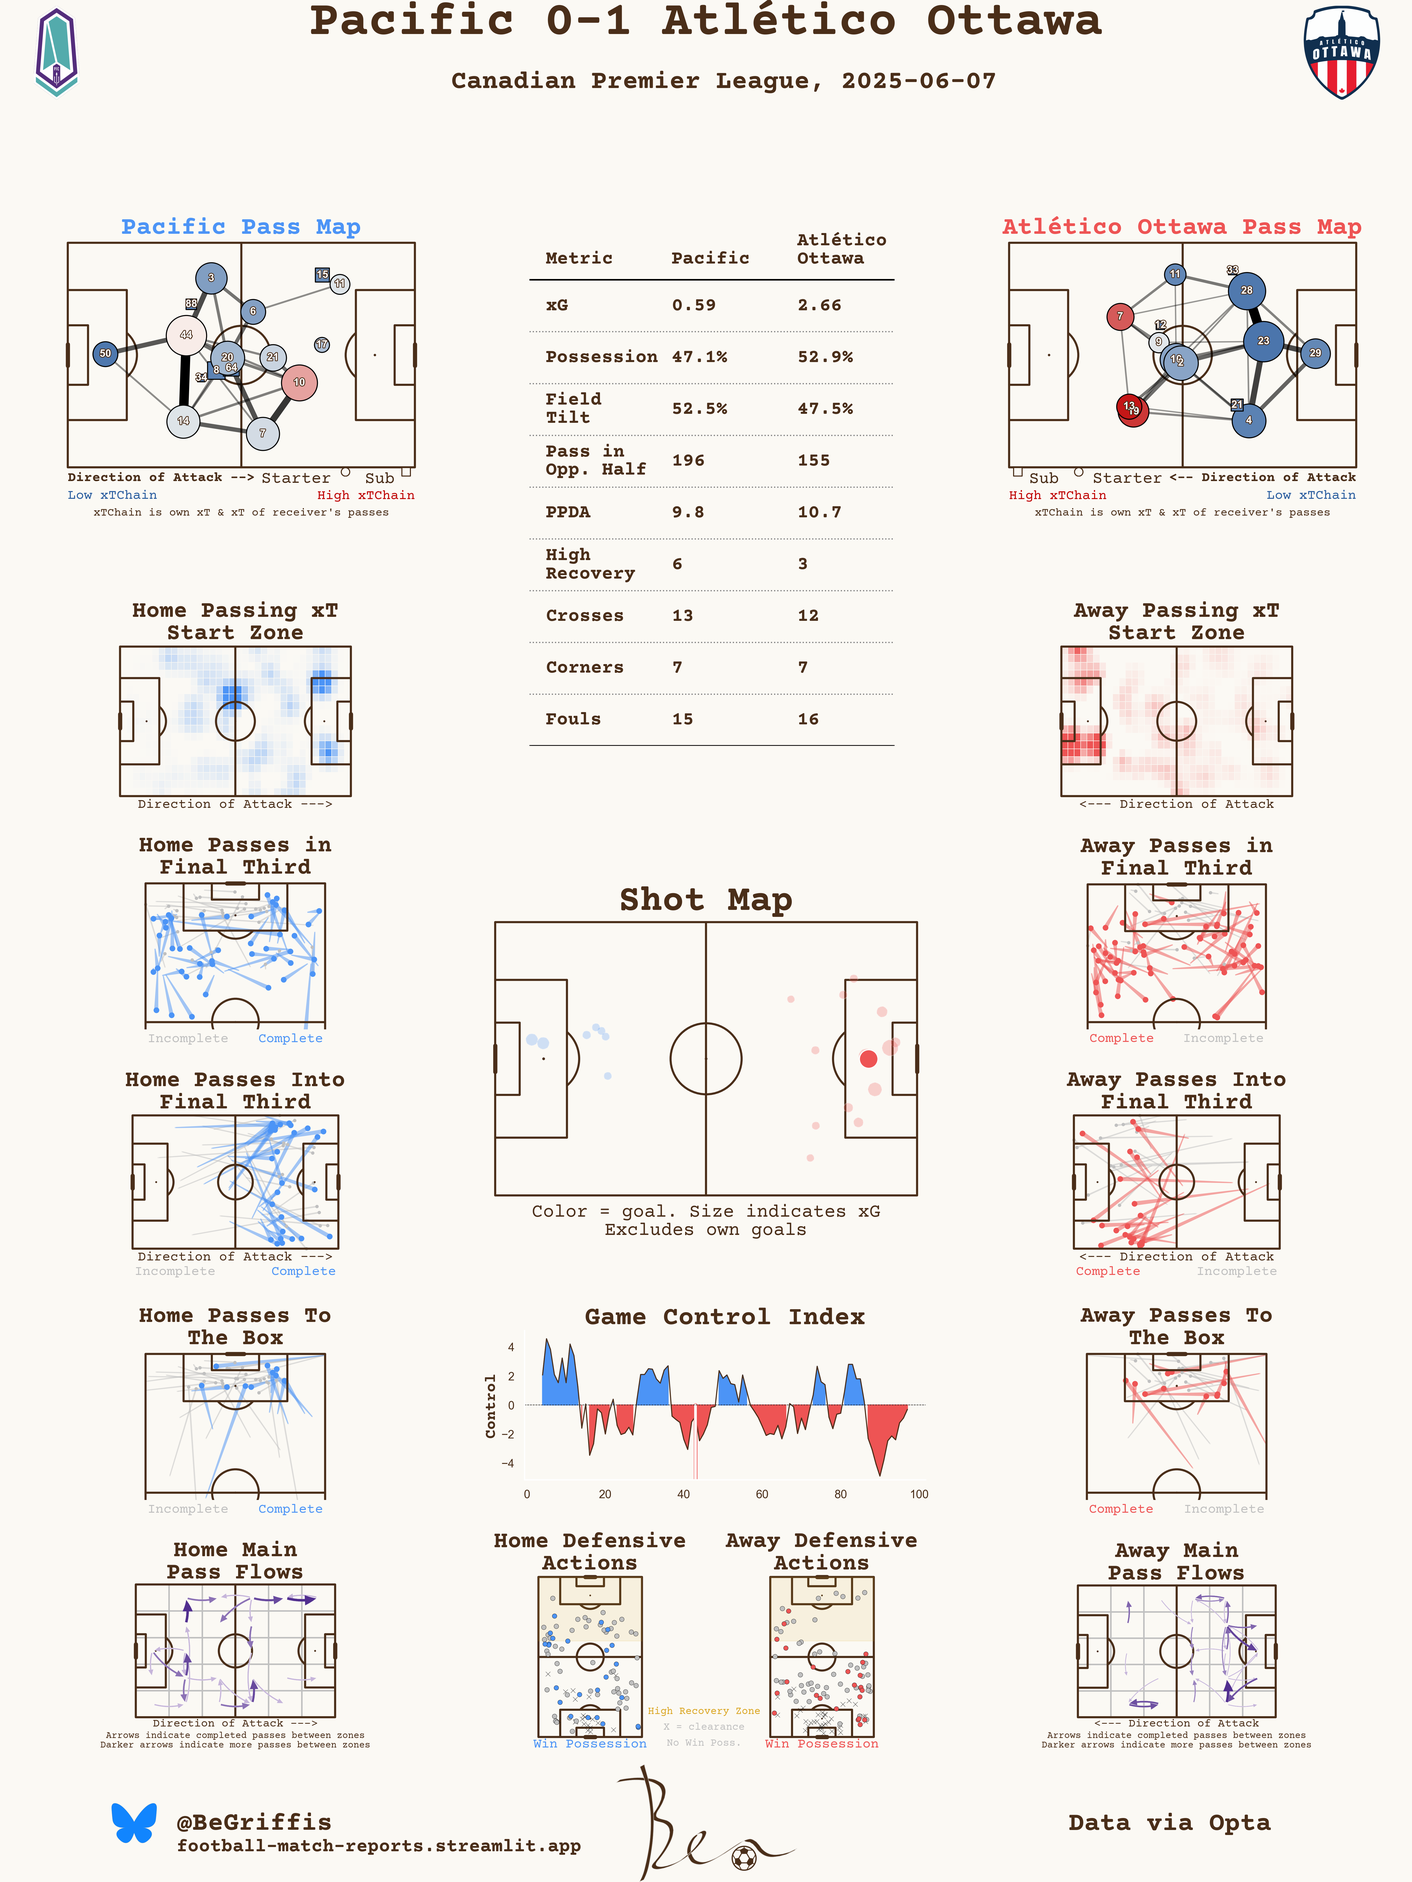 Pacific 0-1 Atlético Ottawa
Canadian Premier League, 2025-06-07
ATLÉTICO
OTTAWA
Pacific Pass Map
3
15
11
88
6
44
50
20
21
17
34
8
64
10
14
7
Direction of Attack --> Starter Sub
Low xTChain High xTChain
xTChain is own xT & xT of receiver's passes
Metric Pacific Atlético Ottawa
xG 0.59 2.66
Possession 47.1% 52.9%
Field Tilt 52.5% 47.5%
Pass in Opp. Half 196 155
PPDA 9.8 10.7
High Recovery 6 3
Crosses 13 12
Corners 7 7
Fouls 15 16
Atlético Ottawa Pass Map
11
33
28
7
12
9
23
29
2
13
19
21
4
Sub Starter <-- Direction of Attack
High xTChain Low xTChain
xTChain is own xT & xT of receiver's passes
Home Passing xT
Start Zone
Direction of Attack --->
Away Passing xT
Start Zone
<--- Direction of Attack
Home Passes in
Final Third
Incomplete Complete
Away Passes in
Final Third
Complete Incomplete
Shot Map
Color = goal. Size indicates xG
Excludes own goals
Home Passes Into
Final Third
Direction of Attack --->
Incomplete Complete
Away Passes Into
Final Third
<--- Direction of Attack
Complete Incomplete
Home Passes To
The Box
Incomplete Complete
Game Control Index
Control
4
2
0
−2
−4
0 20 40 60 80 100
Away Passes To
The Box
Complete Incomplete
Home Main
Pass Flows
Direction of Attack --->
Arrows indicate completed passes between zones
Darker arrows indicate more passes between zones
Home Defensive
Actions
Win Possession
High Recovery Zone
X = clearance
No Win Poss.
Away Defensive
Actions
Win Possession
Away Main
Pass Flows
<--- Direction of Attack
Arrows indicate completed passes between zones
Darker arrows indicate more passes between zones
@BeGriffis
football-match-reports.streamlit.app
Ben
Data via Opta